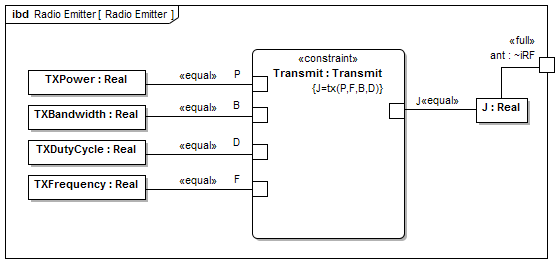 ibd Radio Emitter [ Radio Emitter ]
«full»
ant : ~iRF
«constraint»
Transmit : Transmit
{J=tx(P,F,B,D)}
TXPower : Real «equal» P
TXBandwidth : Real «equal» B
J «equal» J : Real
TXDutyCycle : Real «equal» D
TXFrequency : Real «equal» F